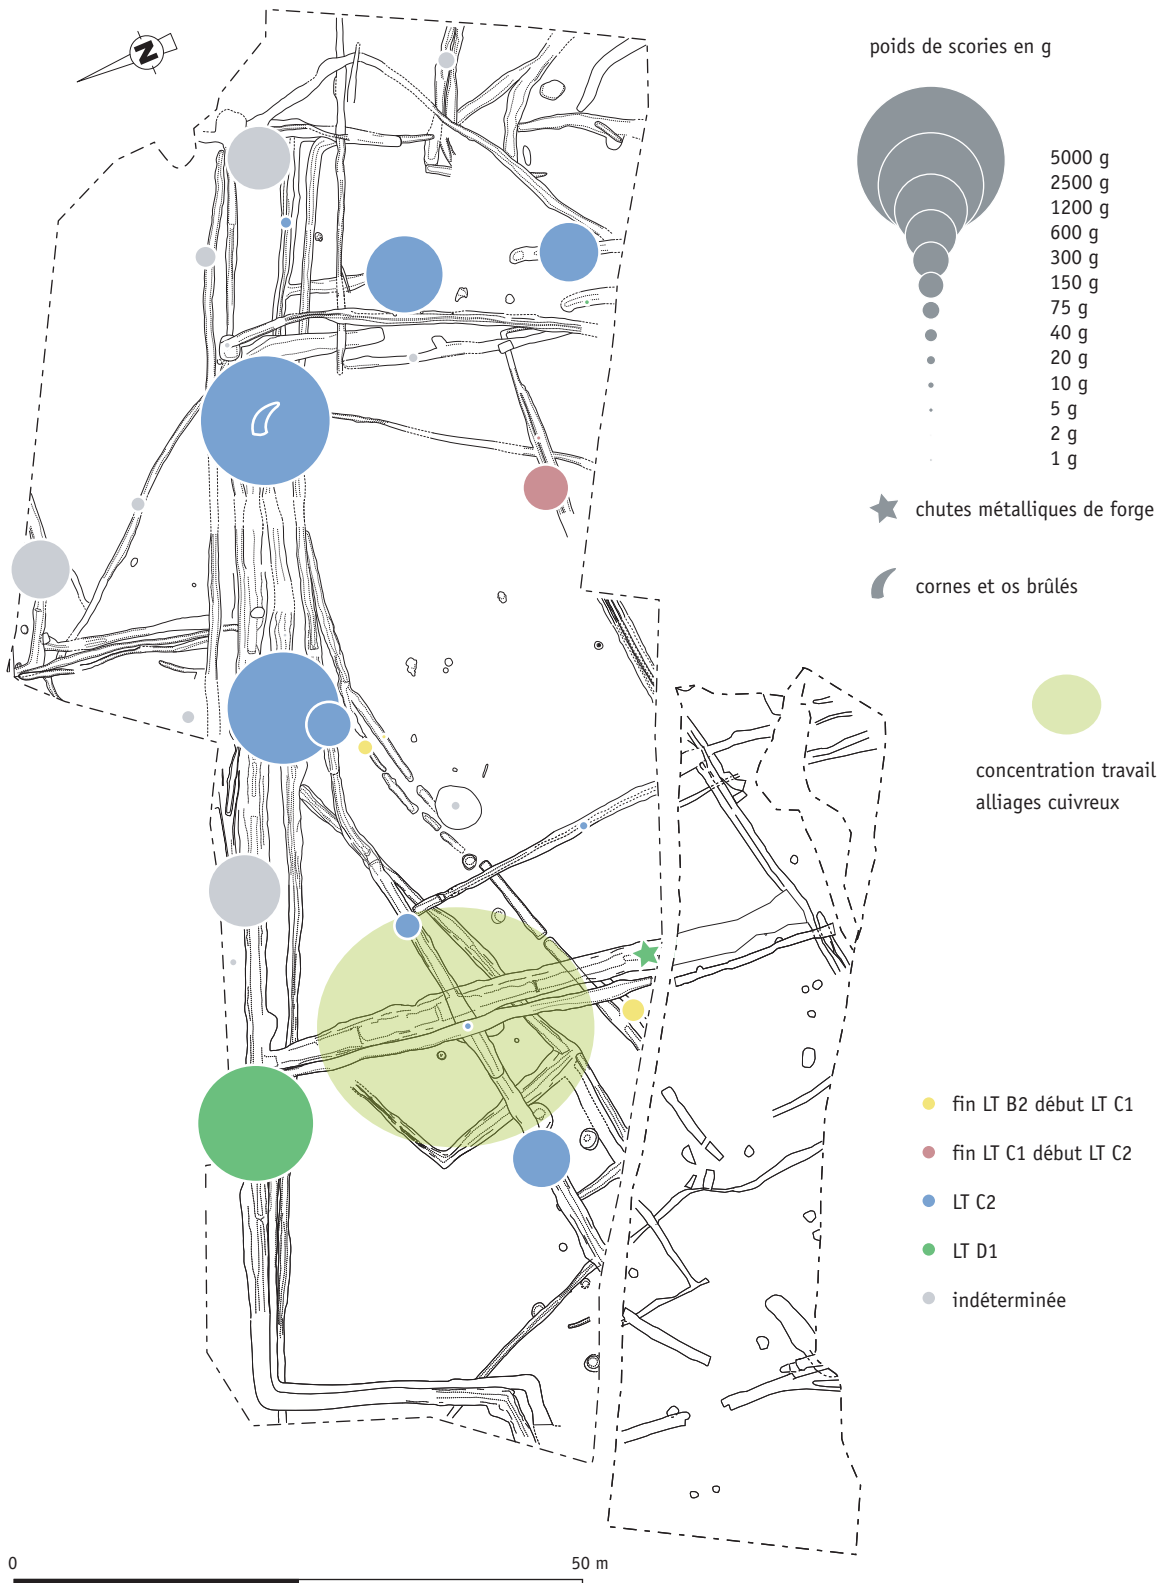 N
poids de scories en g
5000 g
2500 g
1200 g
600 g
300 g
150 g
75 g
40 g
20 g
10 g
5 g
2 g
1 g
chutes métalliques de forge
cornes et os brûlés
concentration travail
alliages cuivreux
fin LT B2 début LT C1
fin LT C1 début LT C2
LT C2
LT D1
indéterminée
0 50 m